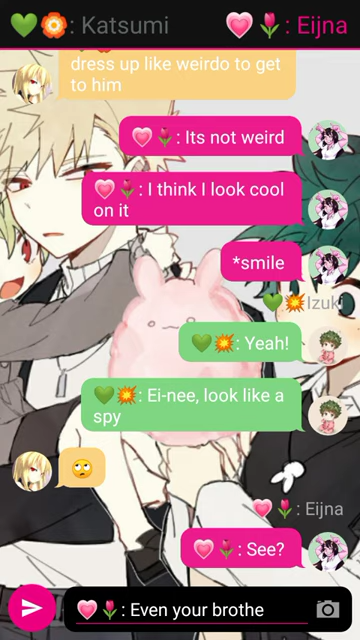 💚🏵️: Katsumi
💗🌷: Eijna
dress up like weirdo to get
to him
💗🌷: Its not weird
💗🌷: I think I look cool
on it
*smile
💚💥Izuki
💚💥: Yeah!
💚💥: Ei-nee, look like a
spy
🙄
💗🌷: Eijna
💗🌷: See?
💗🌷: Even your brothe